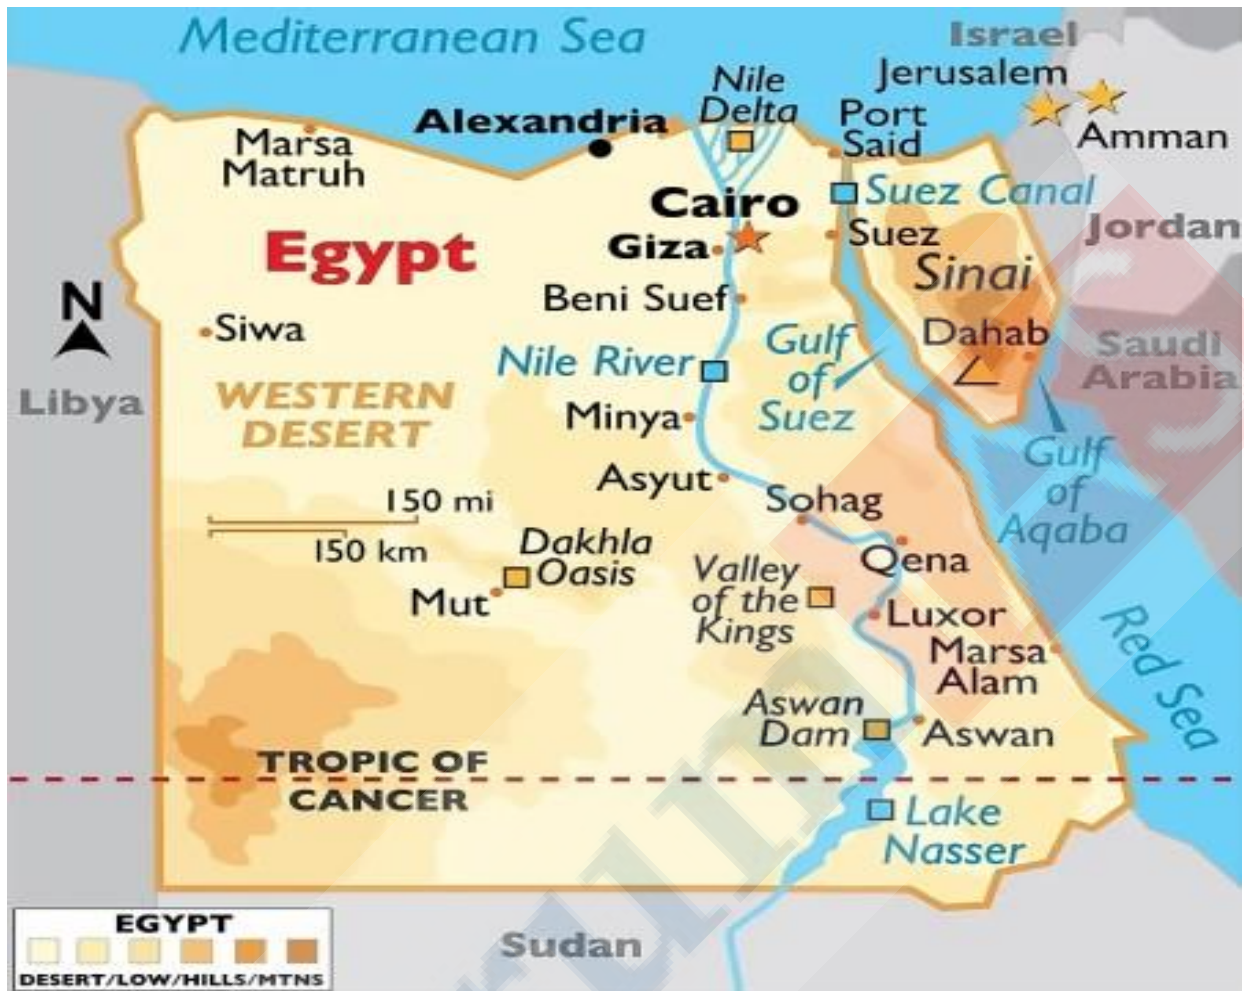 Mediterranean Sea
Israel
Jerusalem
Nile
Delta
Alexandria
Port
Said
Amman
Marsa
Matruh
Suez Canal
Cairo
Jordan
Egypt
Giza
Suez
Sinai
N
Beni Suef
Siwa
Dahab
Gulf
of
Suez
Saudi
Arabia
Nile River
Libya
WESTERN
DESERT
Minya
Gulf
of
Aqaba
Asyut
150 mi
150 km
Sohag
Dakhla
Oasis
Qena
Valley
of the
Kings
Mut
Luxor
Red Sea
Marsa
Alam
Aswan
Dam
Aswan
TROPIC OF
CANCER
Lake
Nasser
EGYPT
DESERT/LOW/HILLS/MTNS
Sudan